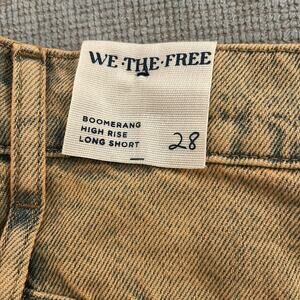 WE·THE·FREE
BOOMERANG
HIGH RISE
LONG SHORT
28